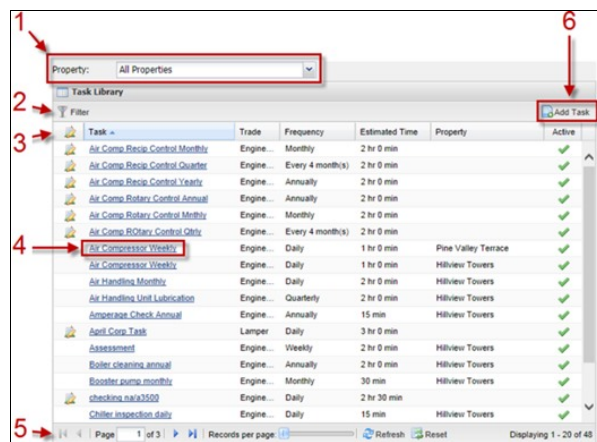 1
6
Property: All Properties
Task Library
2 Filter Add Task
3 Task Trade Frequency Estimated Time Property Active
Air Comp Recip Control Monthly Engine... Monthly 2 hr 0 min
Air Comp Recip Control Quarter Engine... Every 4 month(s) 2 hr 0 min
Air Comp Recip Control Yearly Engine... Annually 2 hr 0 min
Air Comp Rotary Control Annual Engine... Annually 2 hr 0 min
Air Comp Rotary Control Mnthly Engine... Monthly 2 hr 0 min
Air Comp ROtary Control Qtrly Engine... Every 4 month(s) 2 hr 0 min
4 Air Compressor Weekly Engine... Daily 1 hr 0 min Pine Valley Terrace
Air Compressor Weekly Engine... Daily 1 hr 0 min Hillview Towers
Air Handling Monthly Engine... Daily 2 hr 0 min Hillview Towers
Air Handling Unit Lubrication Engine... Quarterly 2 hr 0 min Hillview Towers
Amperage Check Annual Engine... Annually 15 min Hillview Towers
April Corp Task Lamper Daily 3 hr 0 min
Assessment Engine... Weekly 2 hr 0 min Hillview Towers
Boiler cleaning annual Engine... Annually 2 hr 0 min Hillview Towers
Booster pump monthly Engine... Monthly 30 min Hillview Towers
checking na/a3500 Engine... Daily 2 hr 30 min
Chiller inspection daily Engine... Daily 15 min Hillview Towers
5 Page 1 of 3 Records per page: Refresh Reset Displaying 1 - 20 of 48